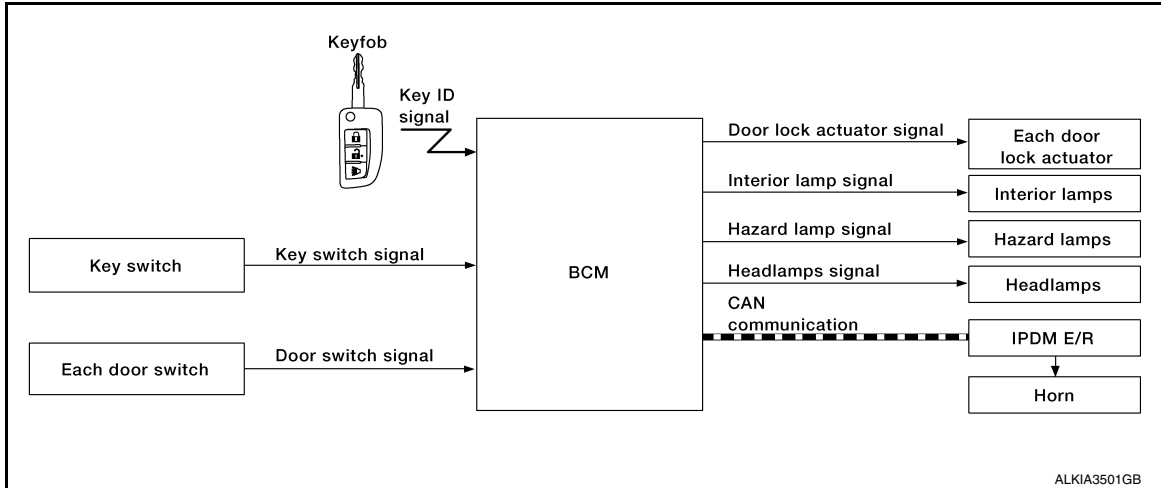 Keyfob
Key ID
signal
Key switch
Key switch signal
Each door switch
Door switch signal
BCM
Door lock actuator signal
Each door
lock actuator
Interior lamp signal
Interior lamps
Hazard lamp signal
Hazard lamps
Headlamps signal
Headlamps
CAN
communication
IPDM E/R
Horn
ALKIA3501GB